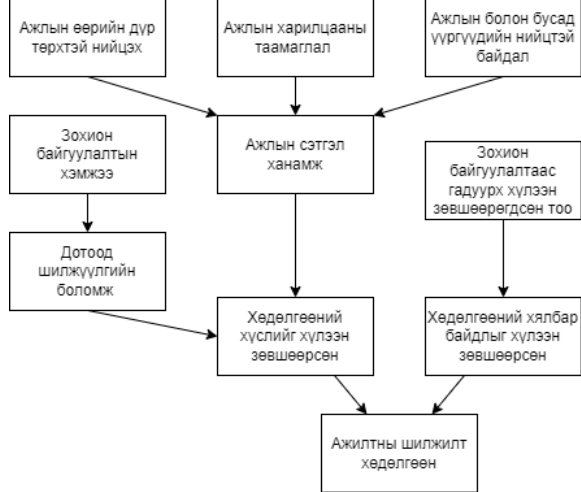 Ажлын өөрийн дүр
төрхтэй нийцэх
Ажлын харилцааны
таамаглал
Ажлын болон бусад
үүргүүдийн нийцтэй
байдал
Зохион
байгуулалтын
хэмжээ
Ажлын сэтгэл
ханамж
Зохион
байгуулалтаас
гадуурх хүлээн
зөвшөөрөгдсөн тоо
Дотоод
шилжүүлгийн
боломж
Хөдөлгөөний
хүслийг хүлээн
зөвшөөрсөн
Хөдөлгөөний хялбар
байдлыг хүлээн
зөвшөөрсөн
Ажилтны шилжилт
хөдөлгөөн